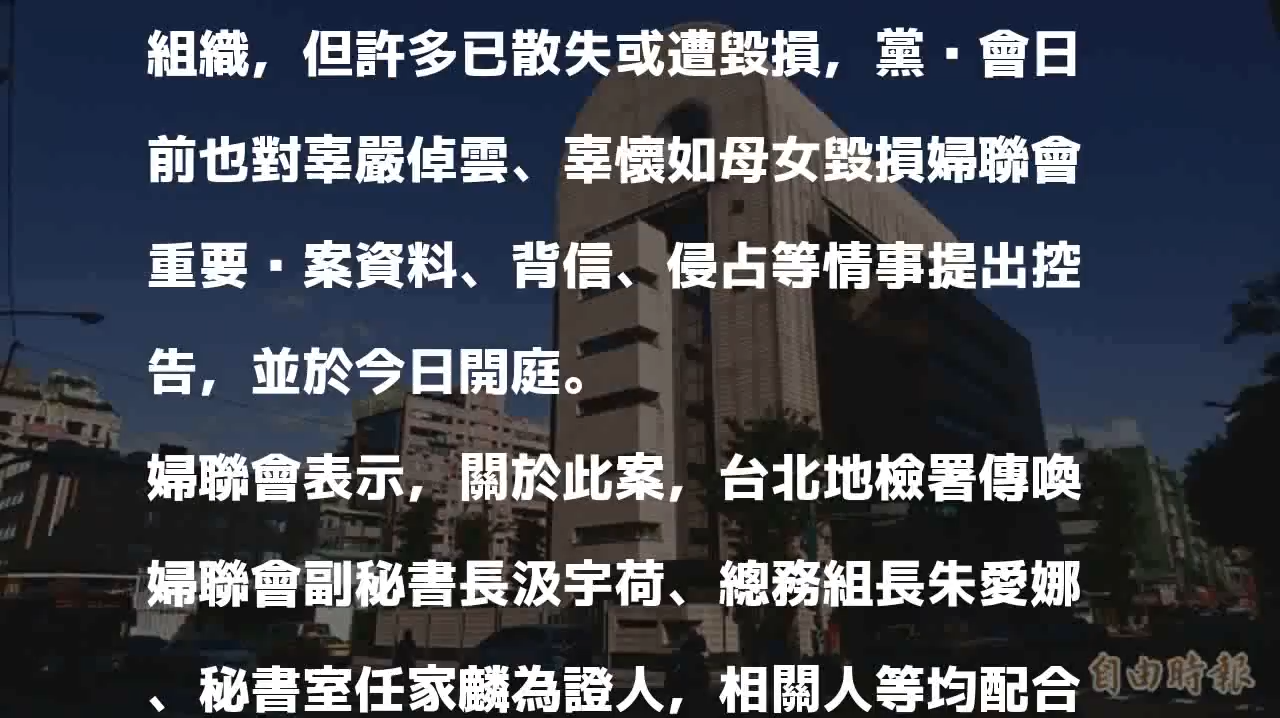 組織，但許多已散失或遭毀損，黨·會日
前也對辜嚴倬雲、辜懷如母女毀損婦聯會
重要·案資料、背信、侵占等情事提出控
告，並於今日開庭。
婦聯會表示，關於此案，台北地檢署傳喚
婦聯會副秘書長汲宇荷、總務組長朱愛娜
、秘書室任家麟為證人，相關人等均配合
自由時報